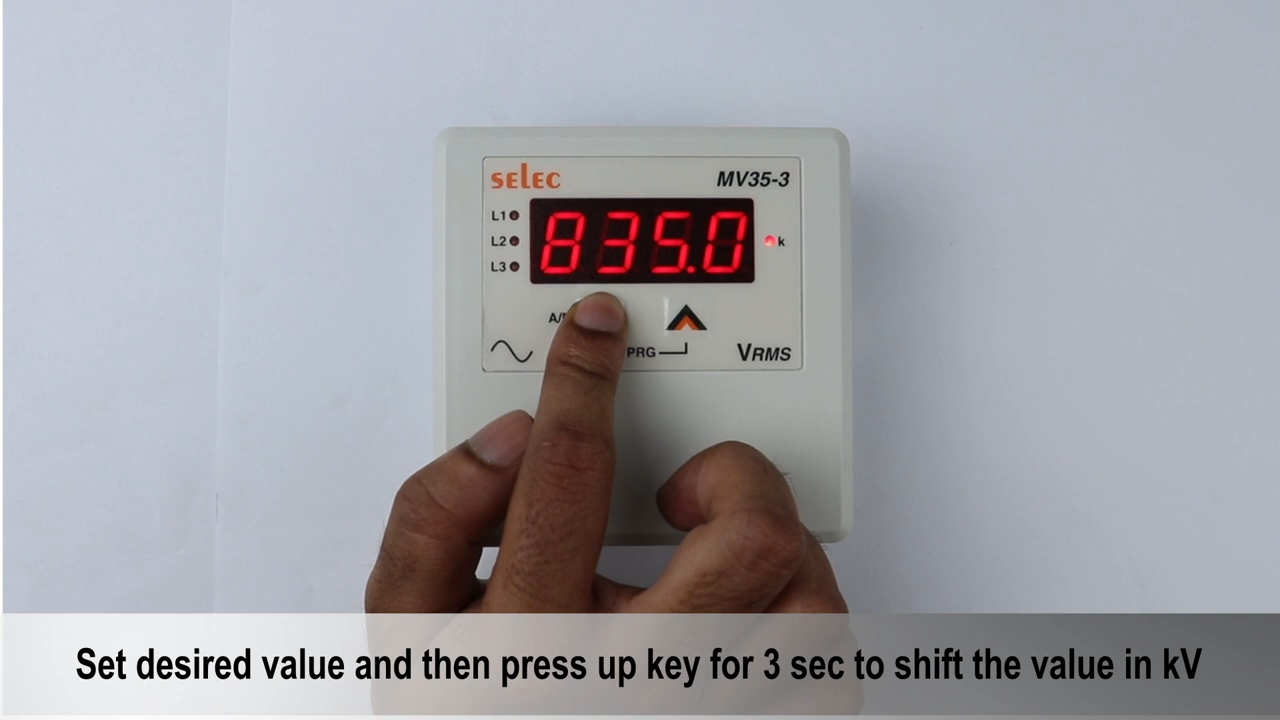 SELEC
MV35-3
L1
L2
L3
835.0
k
PRG
VRMS
Set desired value and then press up key for 3 sec to shift the value in kV